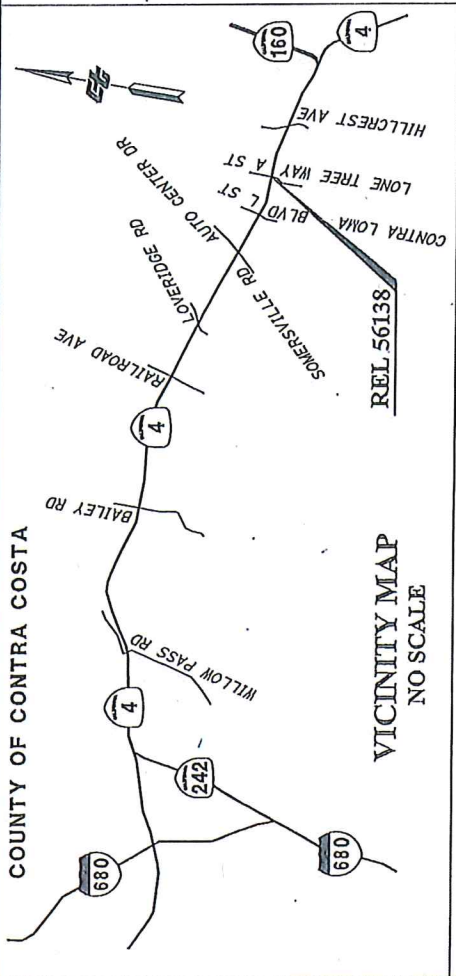 COUNTY OF CONTRA COSTA
680
242
680
4
WILLOW PASS RD
BAILEY RD
4
RAILROAD AVE
LOVERIDGE RD
SOMERSVILLE RD
AUTO CENTER DR
CONTRA LOMA
BLVD
L ST
LONE TREE WAY
A ST
HILLCREST AVE
160
4
REL 56138
VICINITY MAP
NO SCALE